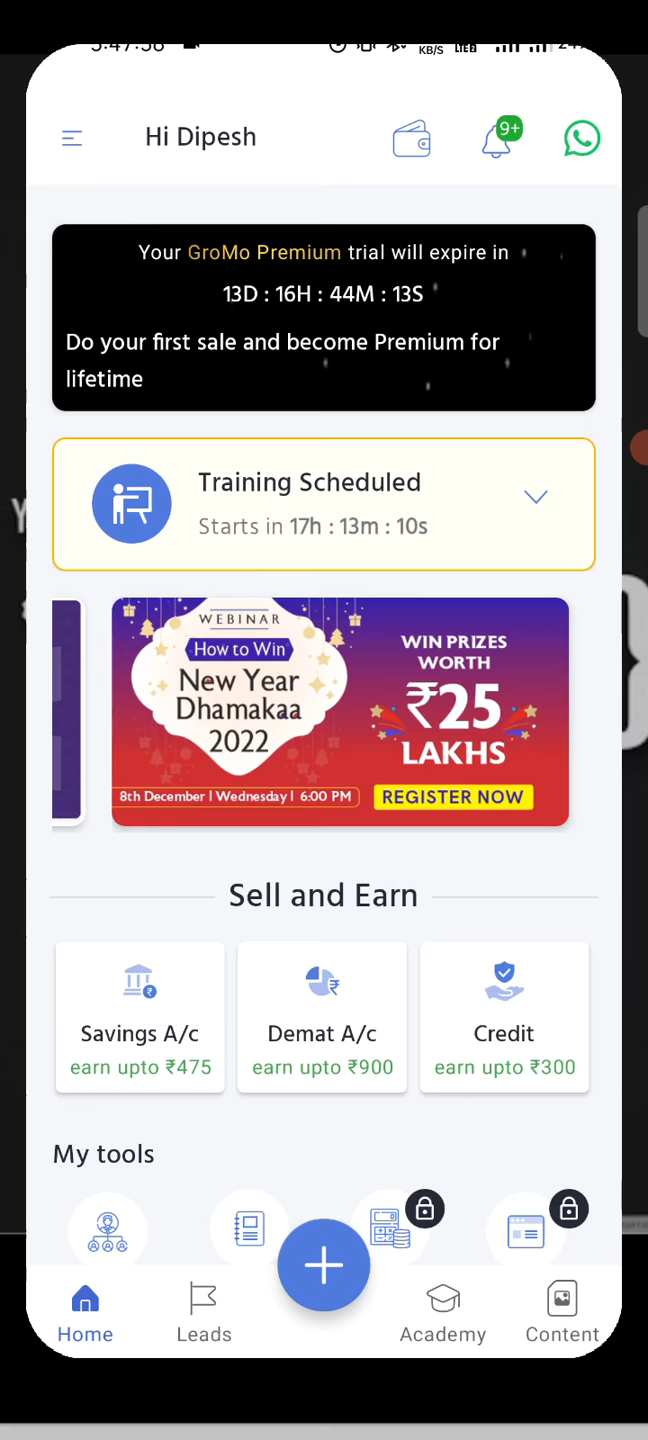 Hi Dipesh
9+
KB/S
Your GroMo Premium trial will expire in
13D : 16H : 44M : 13S
Do your first sale and become Premium for
lifetime
Training Scheduled
Starts in 17h : 13m : 10s
WEBINAR
How to Win
New Year
Dhamakaa
2022
8th December | Wednesday | 6:00 PM
WIN PRIZES
WORTH
₹25
LAKHS
REGISTER NOW
Sell and Earn
Savings A/c
earn upto ₹475
Demat A/c
earn upto ₹900
Credit
earn upto ₹300
My tools
Home
Leads
Academy
Content